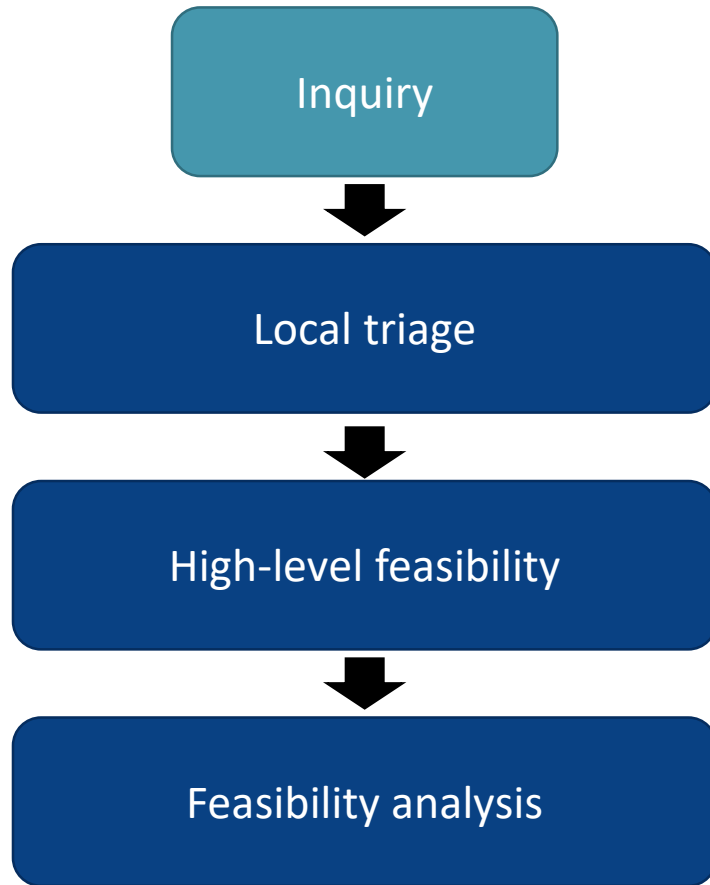 Inquiry
Local triage
High-level feasibility
Feasibility analysis